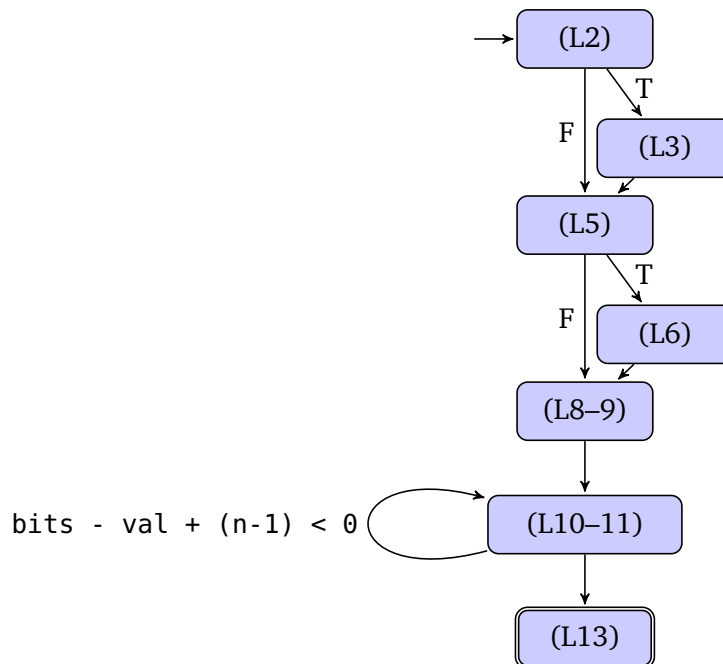 (L2)
T
F
(L3)
(L5)
T
F
(L6)
(L8–9)
bits - val + (n-1) < 0
(L10–11)
(L13)